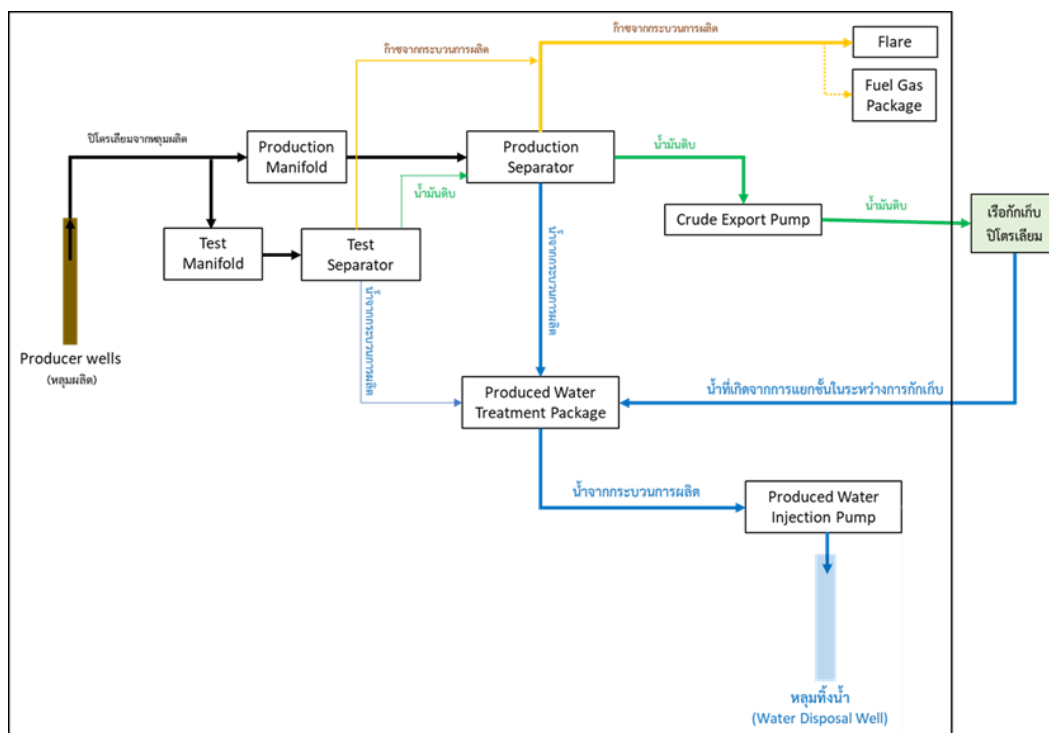 ก๊าซจากกระบวนการผลิต
Flare
ก๊าซจากกระบวนการผลิต
Fuel Gas
Package
ปิโตรเลียมจากหลุมผลิต
Production
Manifold
Production
Separator
น้ำมันดิบ
น้ำมันดิบ
Crude Export Pump
น้ำมันดิบ
เรือกักเก็บ
ปิโตรเลียม
Test
Manifold
Test
Separator
น้ำจากกระบวนการผลิต
น้ำจากกระบวนการผลิต
Producer wells
(หลุมผลิต)
Produced Water
Treatment Package
น้ำที่เกิดจากการแยกชั้นในระหว่างการกักเก็บ
น้ำจากกระบวนการผลิต
Produced Water
Injection Pump
หลุมทิ้งน้ำ
(Water Disposal Well)